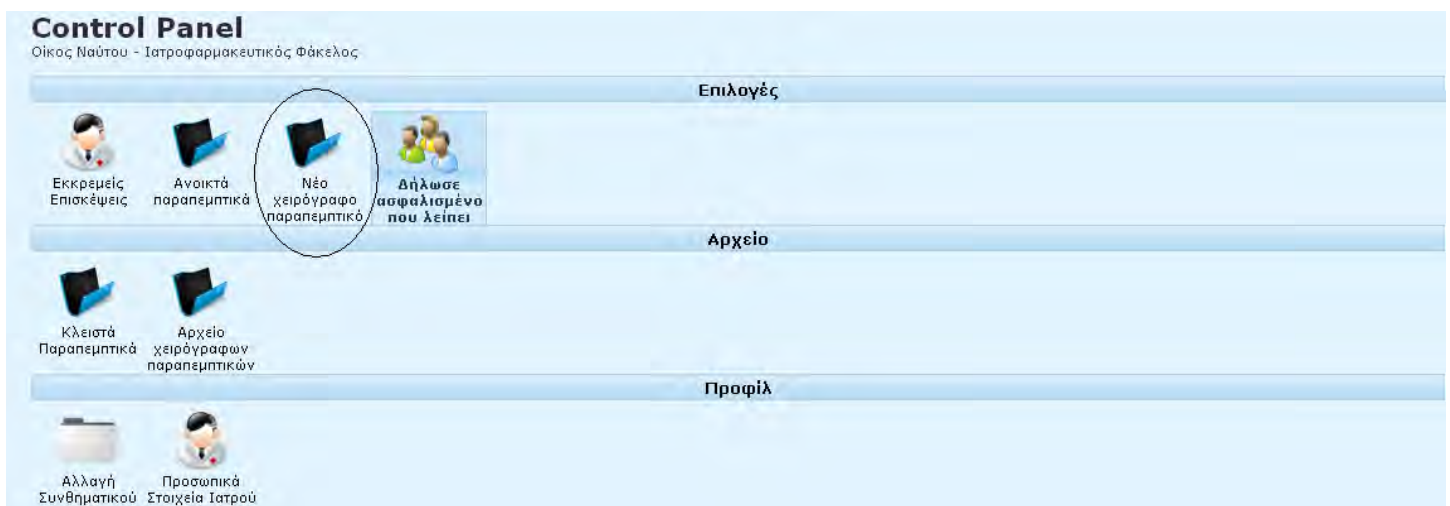 Control Panel
Οίκος Ναύτου - Ιατροφαρμακευτικός Φάκελος
Επιλογές
Εκκρεμείς
Επισκέψεις
Ανοικτά
παραπεμπτικά
Νέο
χειρόγραφο
παραπεμπτικό
Δήλωσε
ασφαλισμένο
που λείπει
Αρχείο
Κλειστά
Παραπεμπτικά
Αρχείο
χειρόγραφων
παραπεμπτικών
Προφίλ
Αλλαγή
Συνθηματικού
Προσωπικά
Στοιχεία Ιατρού